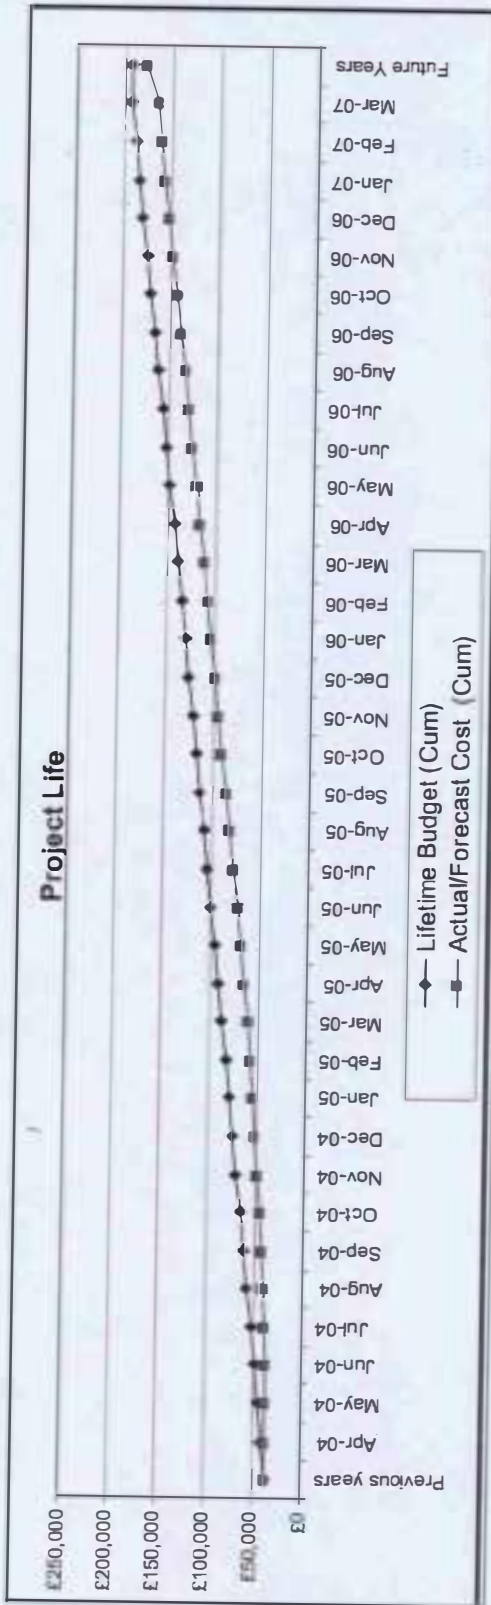 Project Life
£250,000
£200,000
£150,000
£100,000
£50,000
£0
Previous years
Apr-04
May-04
Jun-04
Jul-04
Aug-04
Sep-04
Oct-04
Nov-04
Dec-04
Jan-05
Feb-05
Mar-05
Apr-05
May-05
Jun-05
Jul-05
Aug-05
Sep-05
Oct-05
Nov-05
Dec-05
Jan-06
Feb-06
Mar-06
Apr-06
May-06
Jun-06
Jul-06
Aug-06
Sep-06
Oct-06
Nov-06
Dec-06
Jan-07
Feb-07
Mar-07
Future Years
Lifetime Budget (Cum)
Actual/Forecast Cost (Cum)